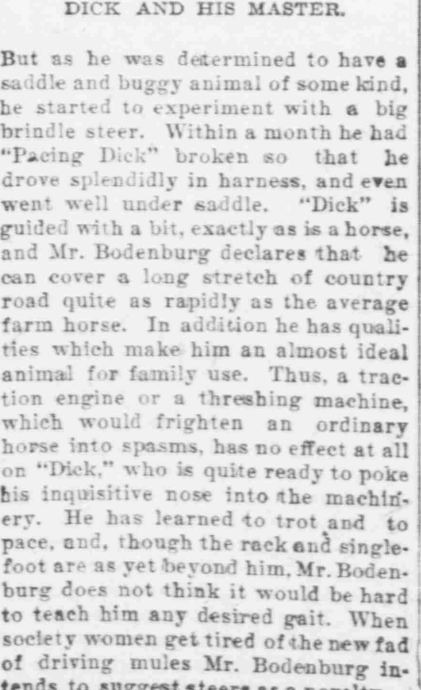 DICK AND HIS MASTER.
But as he was determined to have a
saddle and buggy animal of some kind,
he started to experiment with a big
brindle steer. Within a month he had
"Pacing Dick" broken so that he
drove splendidly in harness, and even
went well under saddle. "Dick" is
guided with a bit, exactly as is a horse,
and Mr. Bodenburg declares that he
can cover a long stretch of country
road quite as rapidly as the average
farm horse. In addition he has quali-
ties which make him an almost ideal
animal for family use. Thus, a trac-
tion engine or a threshing machine,
which would frighten an ordinary
horse into spasms, has no effect at all
on "Dick," who is quite ready to poke
his inquisitive nose into the machin-
ery. He has learned to trot and to
pace, and, though the rack and single-
foot are as yet beyond him, Mr. Boden-
burg does not think it would be hard
to teach him any desired gait. When
society women get tired of the new fad
of driving mules Mr. Bodenburg in-
tends to suggest steers as a